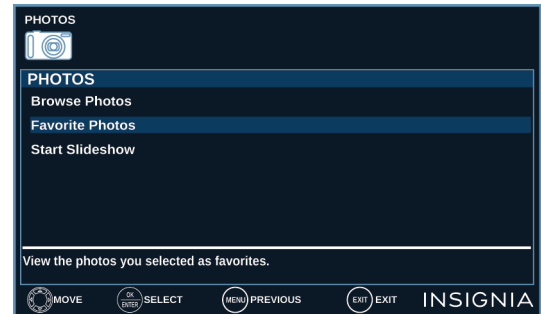 PHOTOS
PHOTOS
Browse Photos
Favorite Photos
Start Slideshow
View the photos you selected as favorites.
MOVE OK ENTER SELECT MENU PREVIOUS EXIT EXIT INSIGNIA